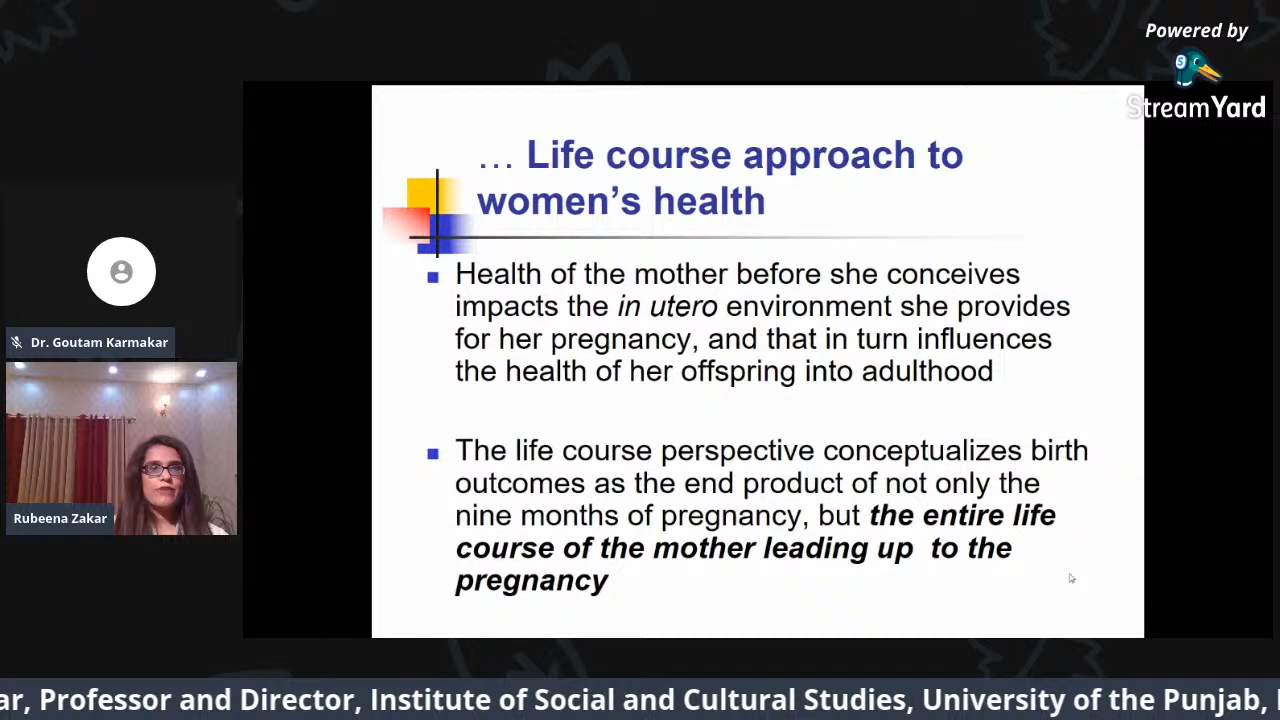 Powered by
StreamYard
… Life course approach to
women’s health
Health of the mother before she conceives
impacts the in utero environment she provides
for her pregnancy, and that in turn influences
the health of her offspring into adulthood
The life course perspective conceptualizes birth
outcomes as the end product of not only the
nine months of pregnancy, but the entire life
course of the mother leading up to the
pregnancy
Dr. Goutam Karmakar
Rubeena Zakar
ar, Professor and Director, Institute of Social and Cultural Studies, University of the Punjab,